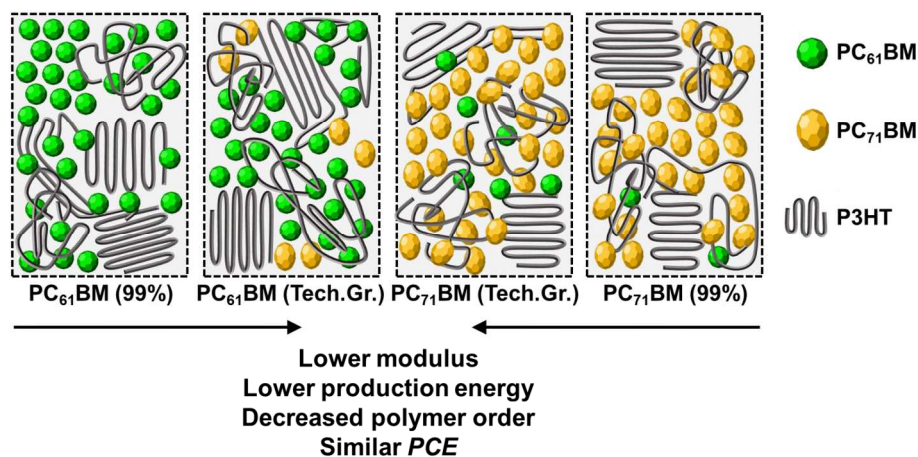 PC₆₁BM
PC₇₁BM
P3HT
PC₆₁BM (99%) PC₆₁BM (Tech.Gr.) PC₇₁BM (Tech.Gr.) PC₇₁BM (99%)
Lower modulus
Lower production energy
Decreased polymer order
Similar PCE